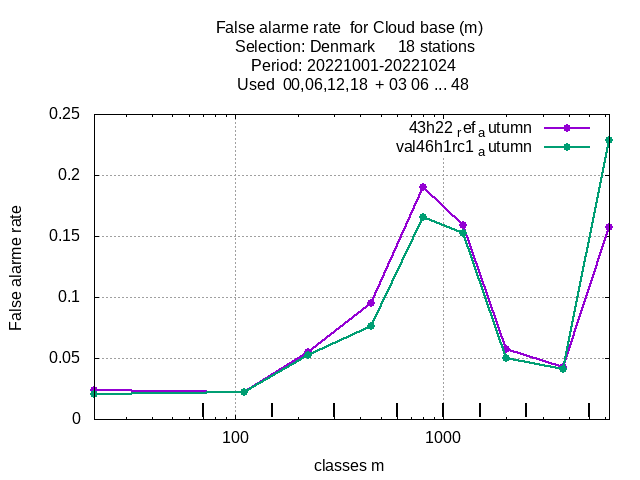 False alarme rate  for Cloud base (m)
Selection: Denmark     18 stations
Period: 20221001-20221024
Used  00,06,12,18  + 03 06 ... 48
43h22 ref autumn
val46h1rc1 autumn
0.25
0.2
0.15
0.1
0.05
0
False alarme rate
100
1000
classes m